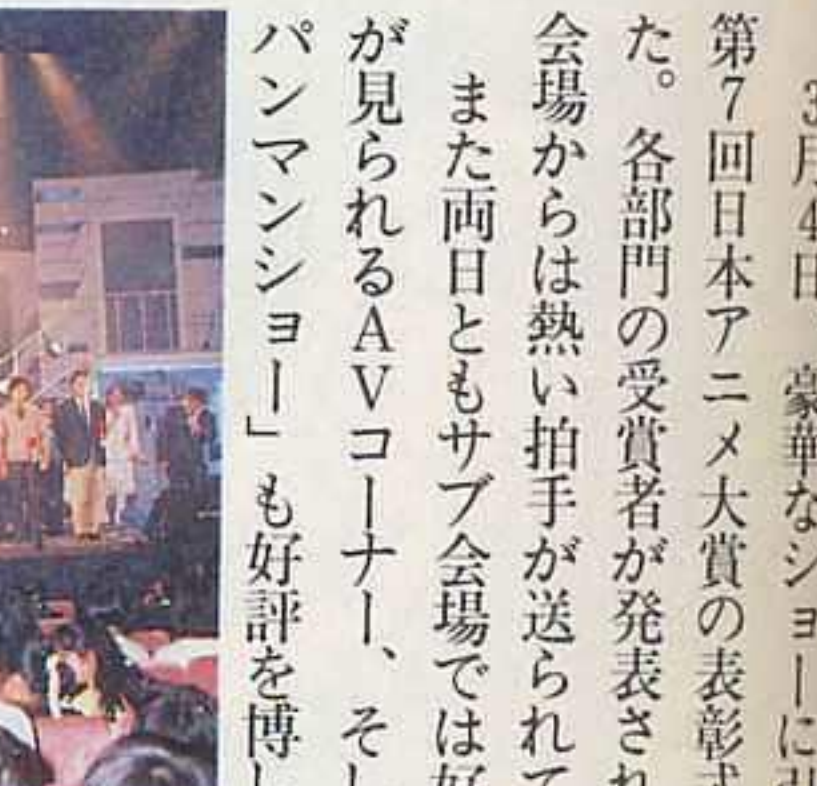 3月4日 豪華なショーに引
第7回日本アニメ大賞の表彰式
た。各部門の受賞者が発表され
会場からは熱い拍手が送られて
また両日ともサブ会場では好
が見られるAVコーナー、そし
パンマンショー」も好評を博し